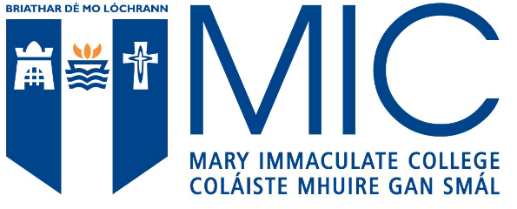 BRIATHAR DÉ MO LÓCHRANN
MIC
MARY IMMACULATE COLLEGE
COLÁISTE MHUIRE GAN SMÁL